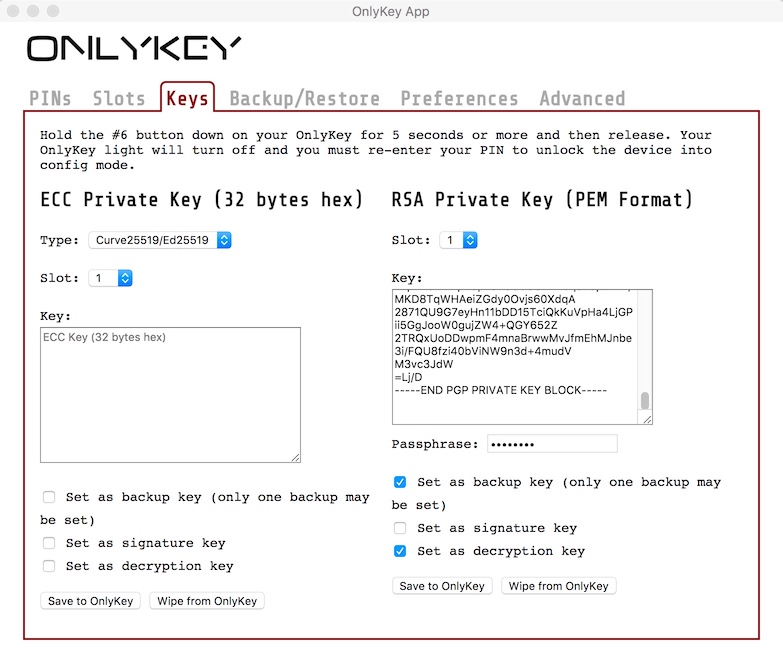 OnlyKey App
ONLYKEY
PINs Slots Keys Backup/Restore Preferences Advanced
Hold the #6 button down on your OnlyKey for 5 seconds or more and then release. Your
OnlyKey light will turn off and you must re-enter your PIN to unlock the device into
config mode.
ECC Private Key (32 bytes hex)
Type: Curve25519/Ed25519
Slot: 1
Key:
ECC Key (32 bytes hex)
Set as backup key (only one backup may
be set)
Set as signature key
Set as decryption key
Save to OnlyKey Wipe from OnlyKey
RSA Private Key (PEM Format)
Slot: 1
Key:
MKD8TqWHAeiZGdy0Ovjs60XdqA
2871QU9G7eyHn11bDD15TciQkKuVpHa4LjGP
ii5GgJooW0gujZW4+QGY652Z
2TRQxUoDDwpmF4mnaBrwwMvJfmEhMJnbe
3i/FQU8fzi40bViNW9n3d+4mudV
M3vc3JdW
=Lj/D
-----END PGP PRIVATE KEY BLOCK-----
Passphrase: ••••••••
Set as backup key (only one backup may
be set)
Set as signature key
Set as decryption key
Save to OnlyKey Wipe from OnlyKey